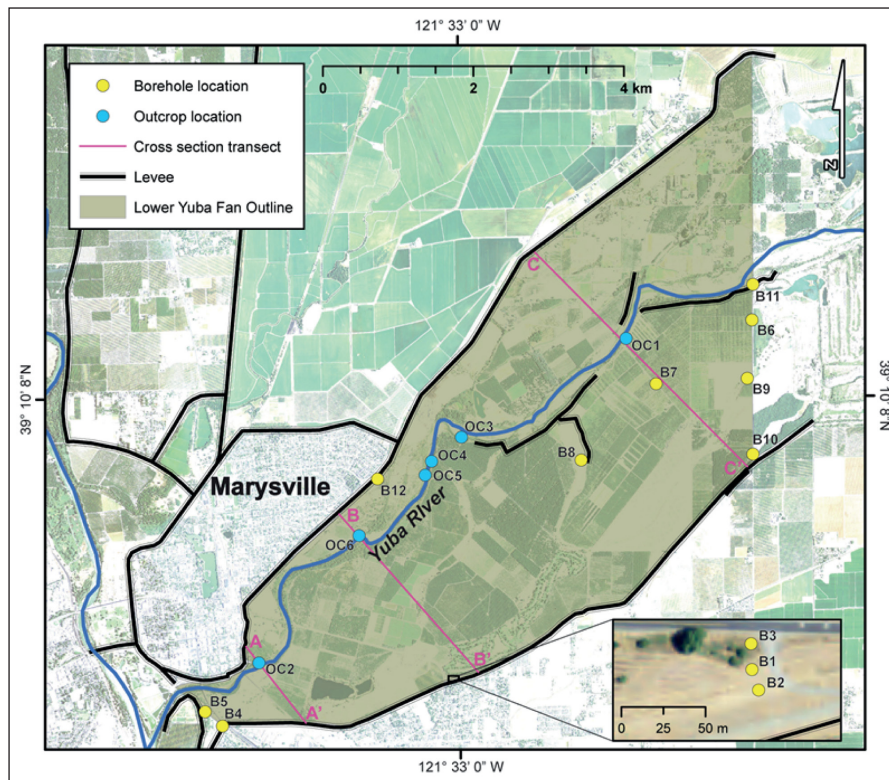 121° 33' 0" W
Borehole location
Outcrop location
Cross section transect
Levee
Lower Yuba Fan Outline
0 2 4 km
N
C
B11
B6
OC1
B7
B9
39° 10' 8"N
39° 10' 8"N
OC3
B10
C'
OC4
B8
OC5
Marysville
B12
B
Yuba RIver
OC6
A
OC2
B'
B3
B1
B2
B5
A'
B4
0 25 50 m
121° 33' 0" W